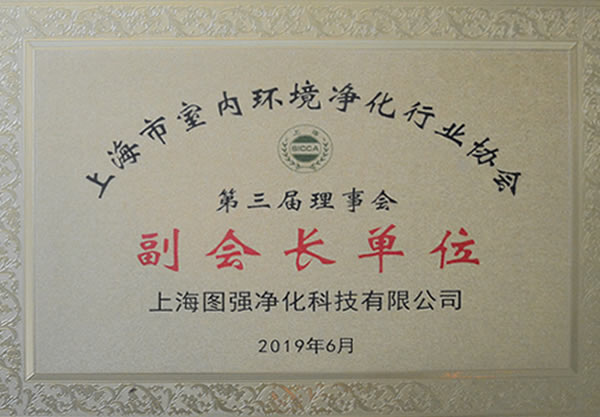 上海市室内环境净化行业协会
上海
SICCA
第三届理事会
副会长单位
上海图强净化科技有限公司
2019年6月